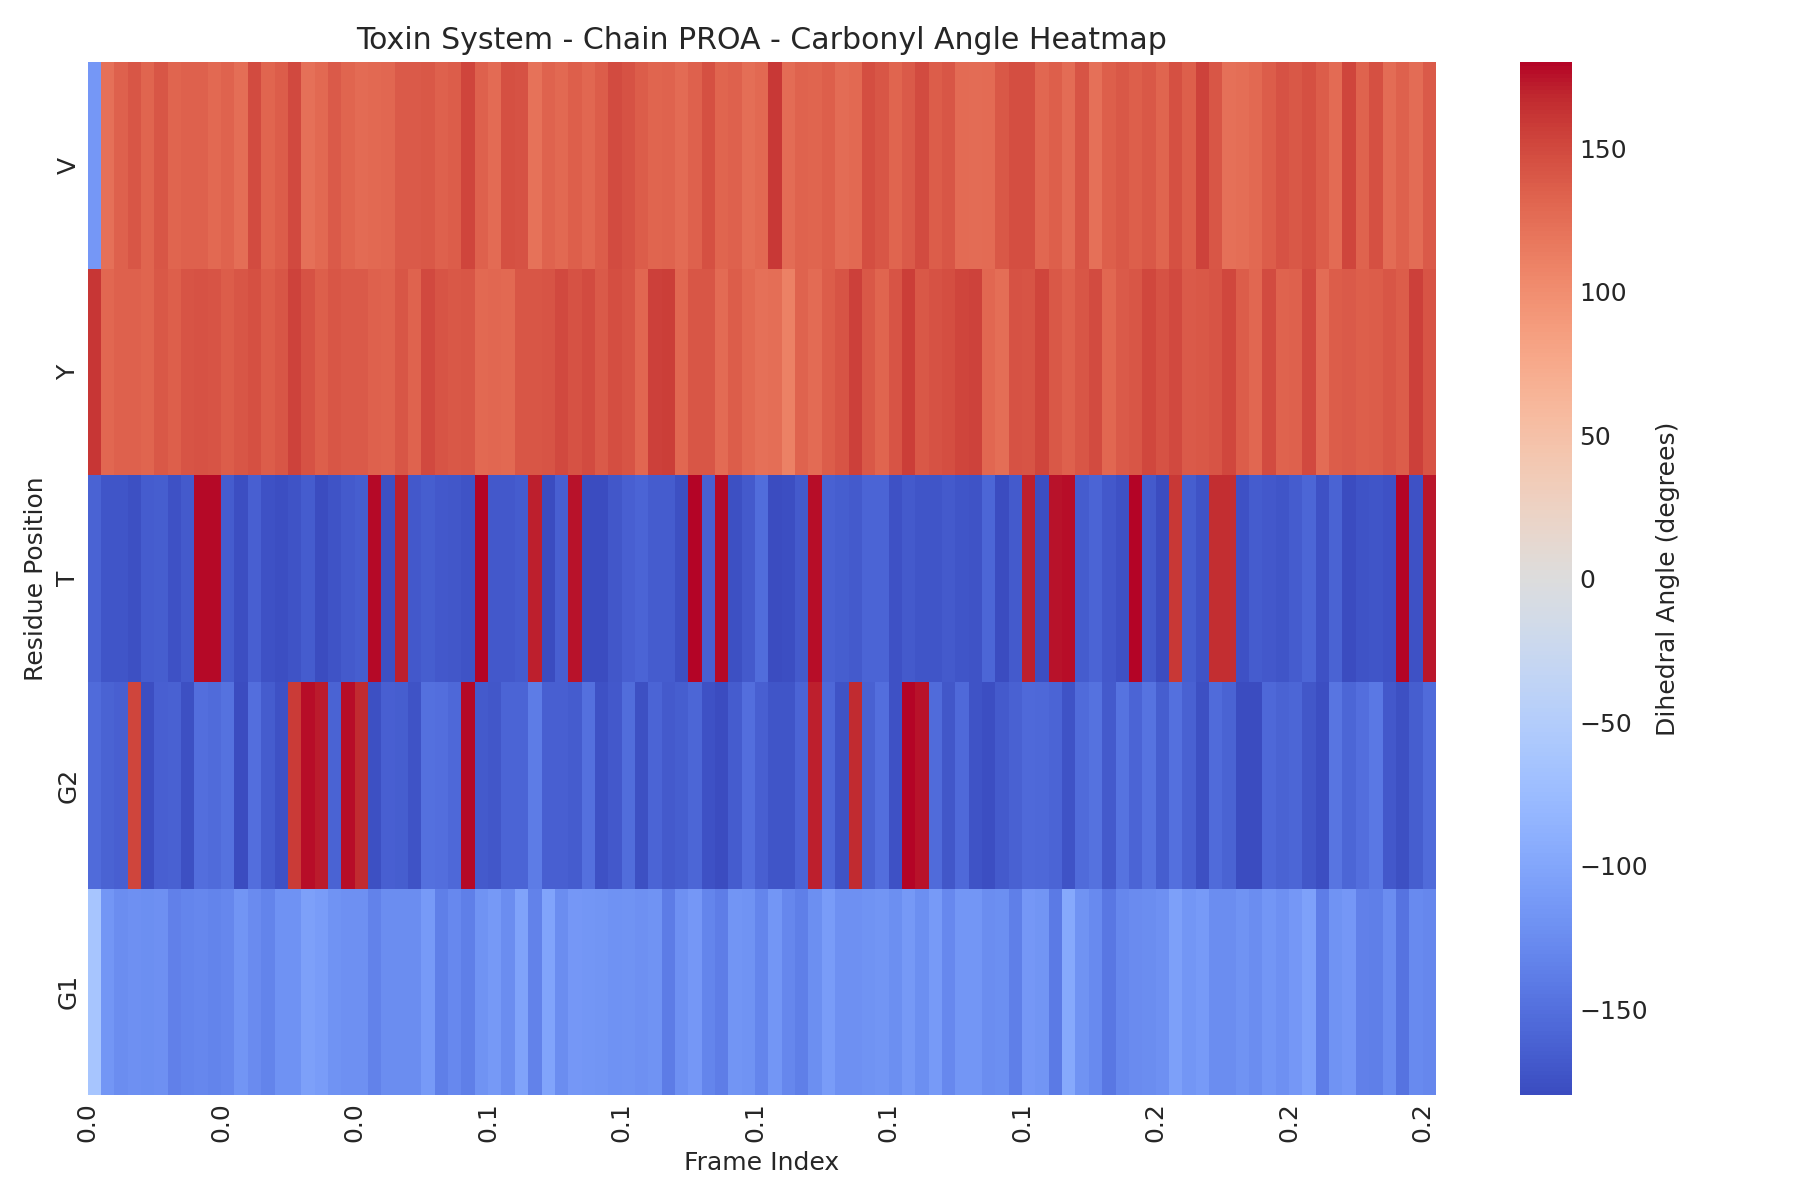 Toxin System - Chain PROA - Carbonyl Angle Heatmap
Residue Position
V
Y
T
G2
G1
0.0
0.0
0.0
0.1
0.1
0.1
0.1
0.1
0.2
0.2
0.2
Frame Index
150
100
50
0
−50
−100
−150
Dihedral Angle (degrees)